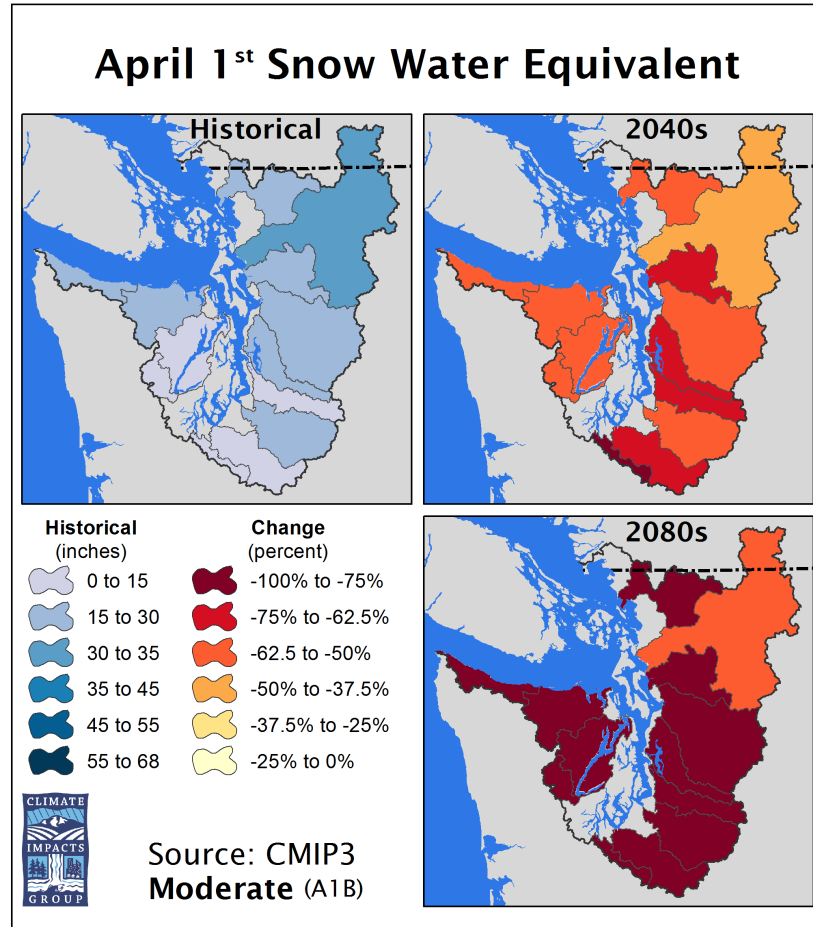 April 1st Snow Water Equivalent
Historical
2040s
Historical
(inches)
0 to 15
15 to 30
30 to 35
35 to 45
45 to 55
55 to 68
Change
(percent)
-100% to -75%
-75% to -62.5%
-62.5 to -50%
-50% to -37.5%
-37.5% to -25%
-25% to 0%
2080s
CLIMATE
IMPACTS
GROUP
Source: CMIP3
Moderate (A1B)